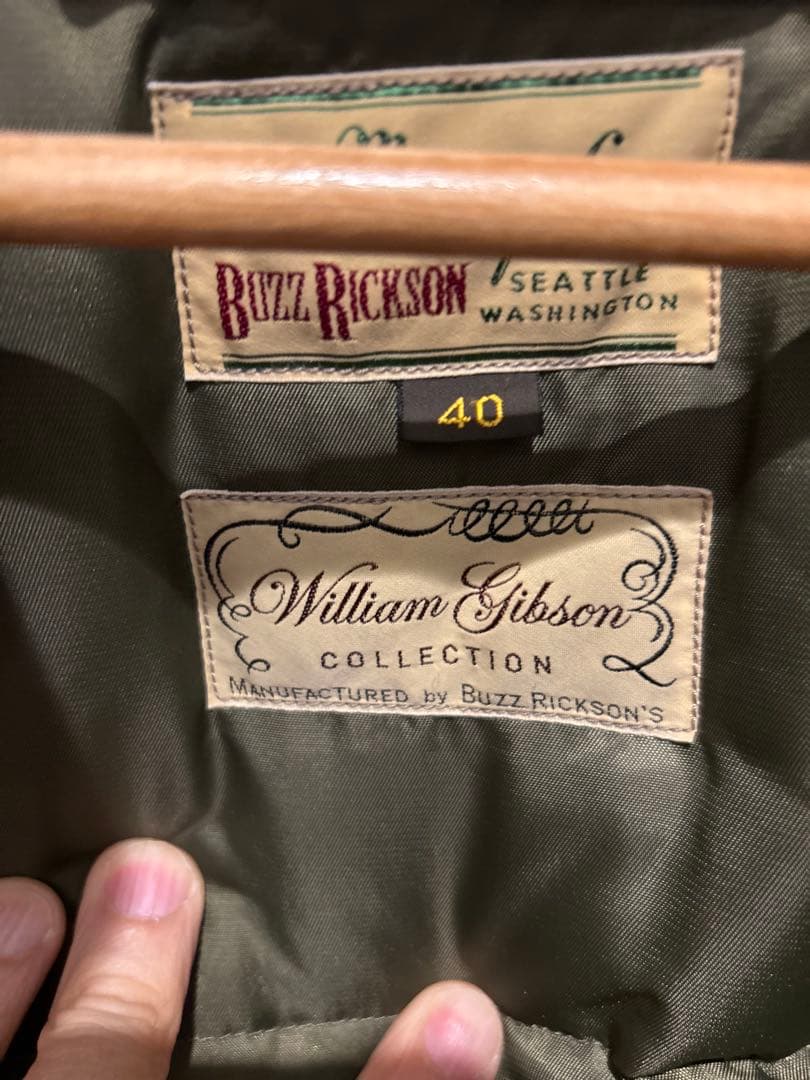 BUZZ RICKSON
SEATTLE
WASHINGTON
40
William Gibson
COLLECTION
MANUFACTURED by BUZZ RICKSON'S